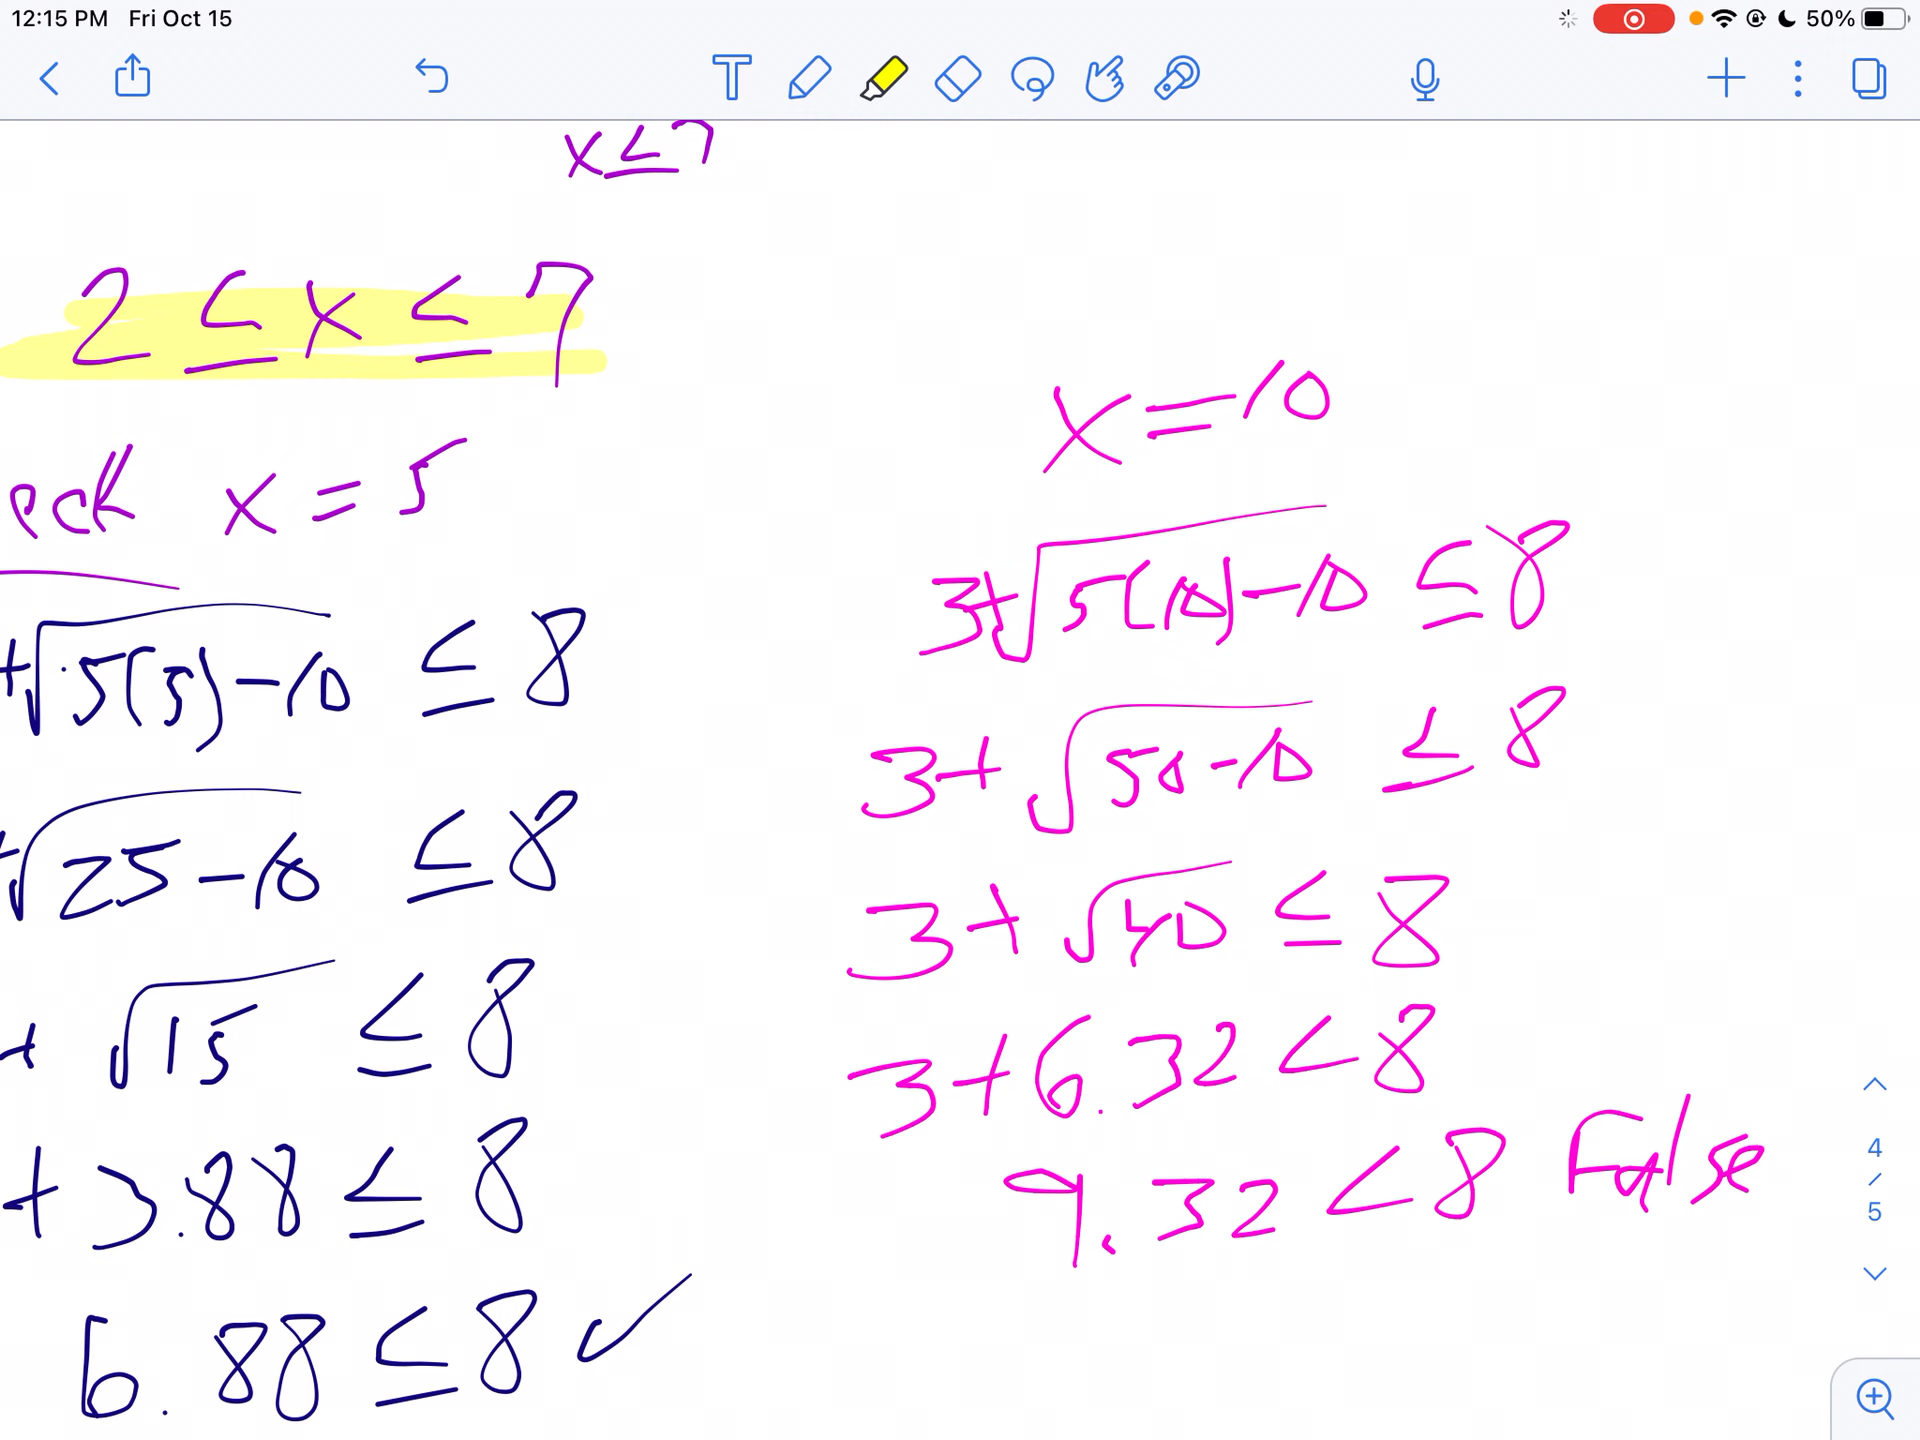 12:15 PM Fri Oct 15
50%
x ≤ 7
2 ≤ x ≤ 7
eck x = 5
+√5(5)-10 ≤ 8
+√25-10 ≤ 8
+ √15 ≤ 8
+ 3.88 ≤ 8
6.88 ≤ 8 ✓
x = 10
3+√5(10)-10 ≤ 8
3+√50-10 ≤ 8
3+√40 ≤ 8
3+6.32 < 8
9.32 < 8 False
4
/
5